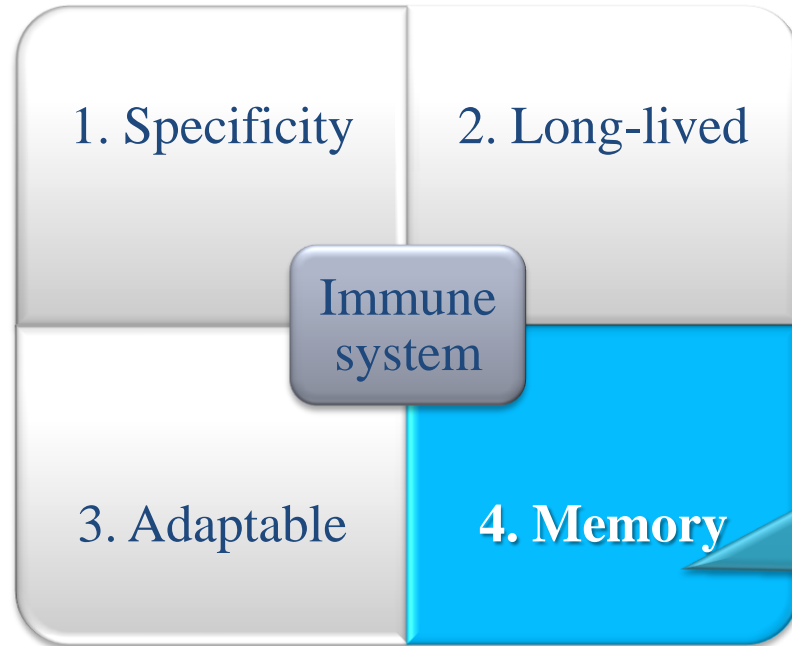 1. Specificity
2. Long-lived
Immune
system
3. Adaptable
4. Memory